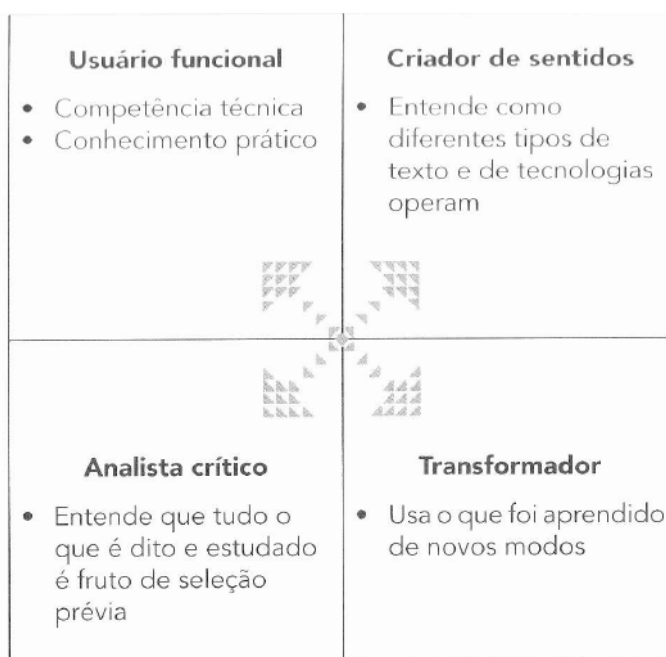 Usuário funcional
• Competência técnica
• Conhecimento prático
Criador de sentidos
• Entende como
diferentes tipos de
texto e de tecnologias
operam
Analista crítico
• Entende que tudo o
que é dito e estudado
é fruto de seleção
prévia
Transformador
• Usa o que foi aprendido
de novos modos